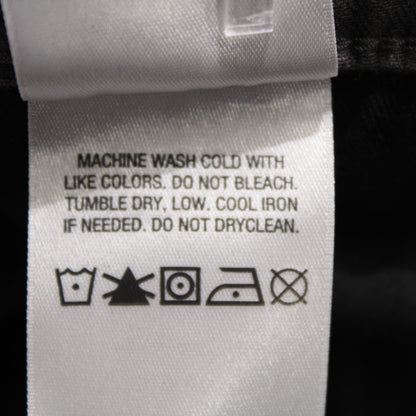 MACHINE WASH COLD WITH
LIKE COLORS. DO NOT BLEACH.
TUMBLE DRY, LOW. COOL IRON
IF NEEDED. DO NOT DRYCLEAN.